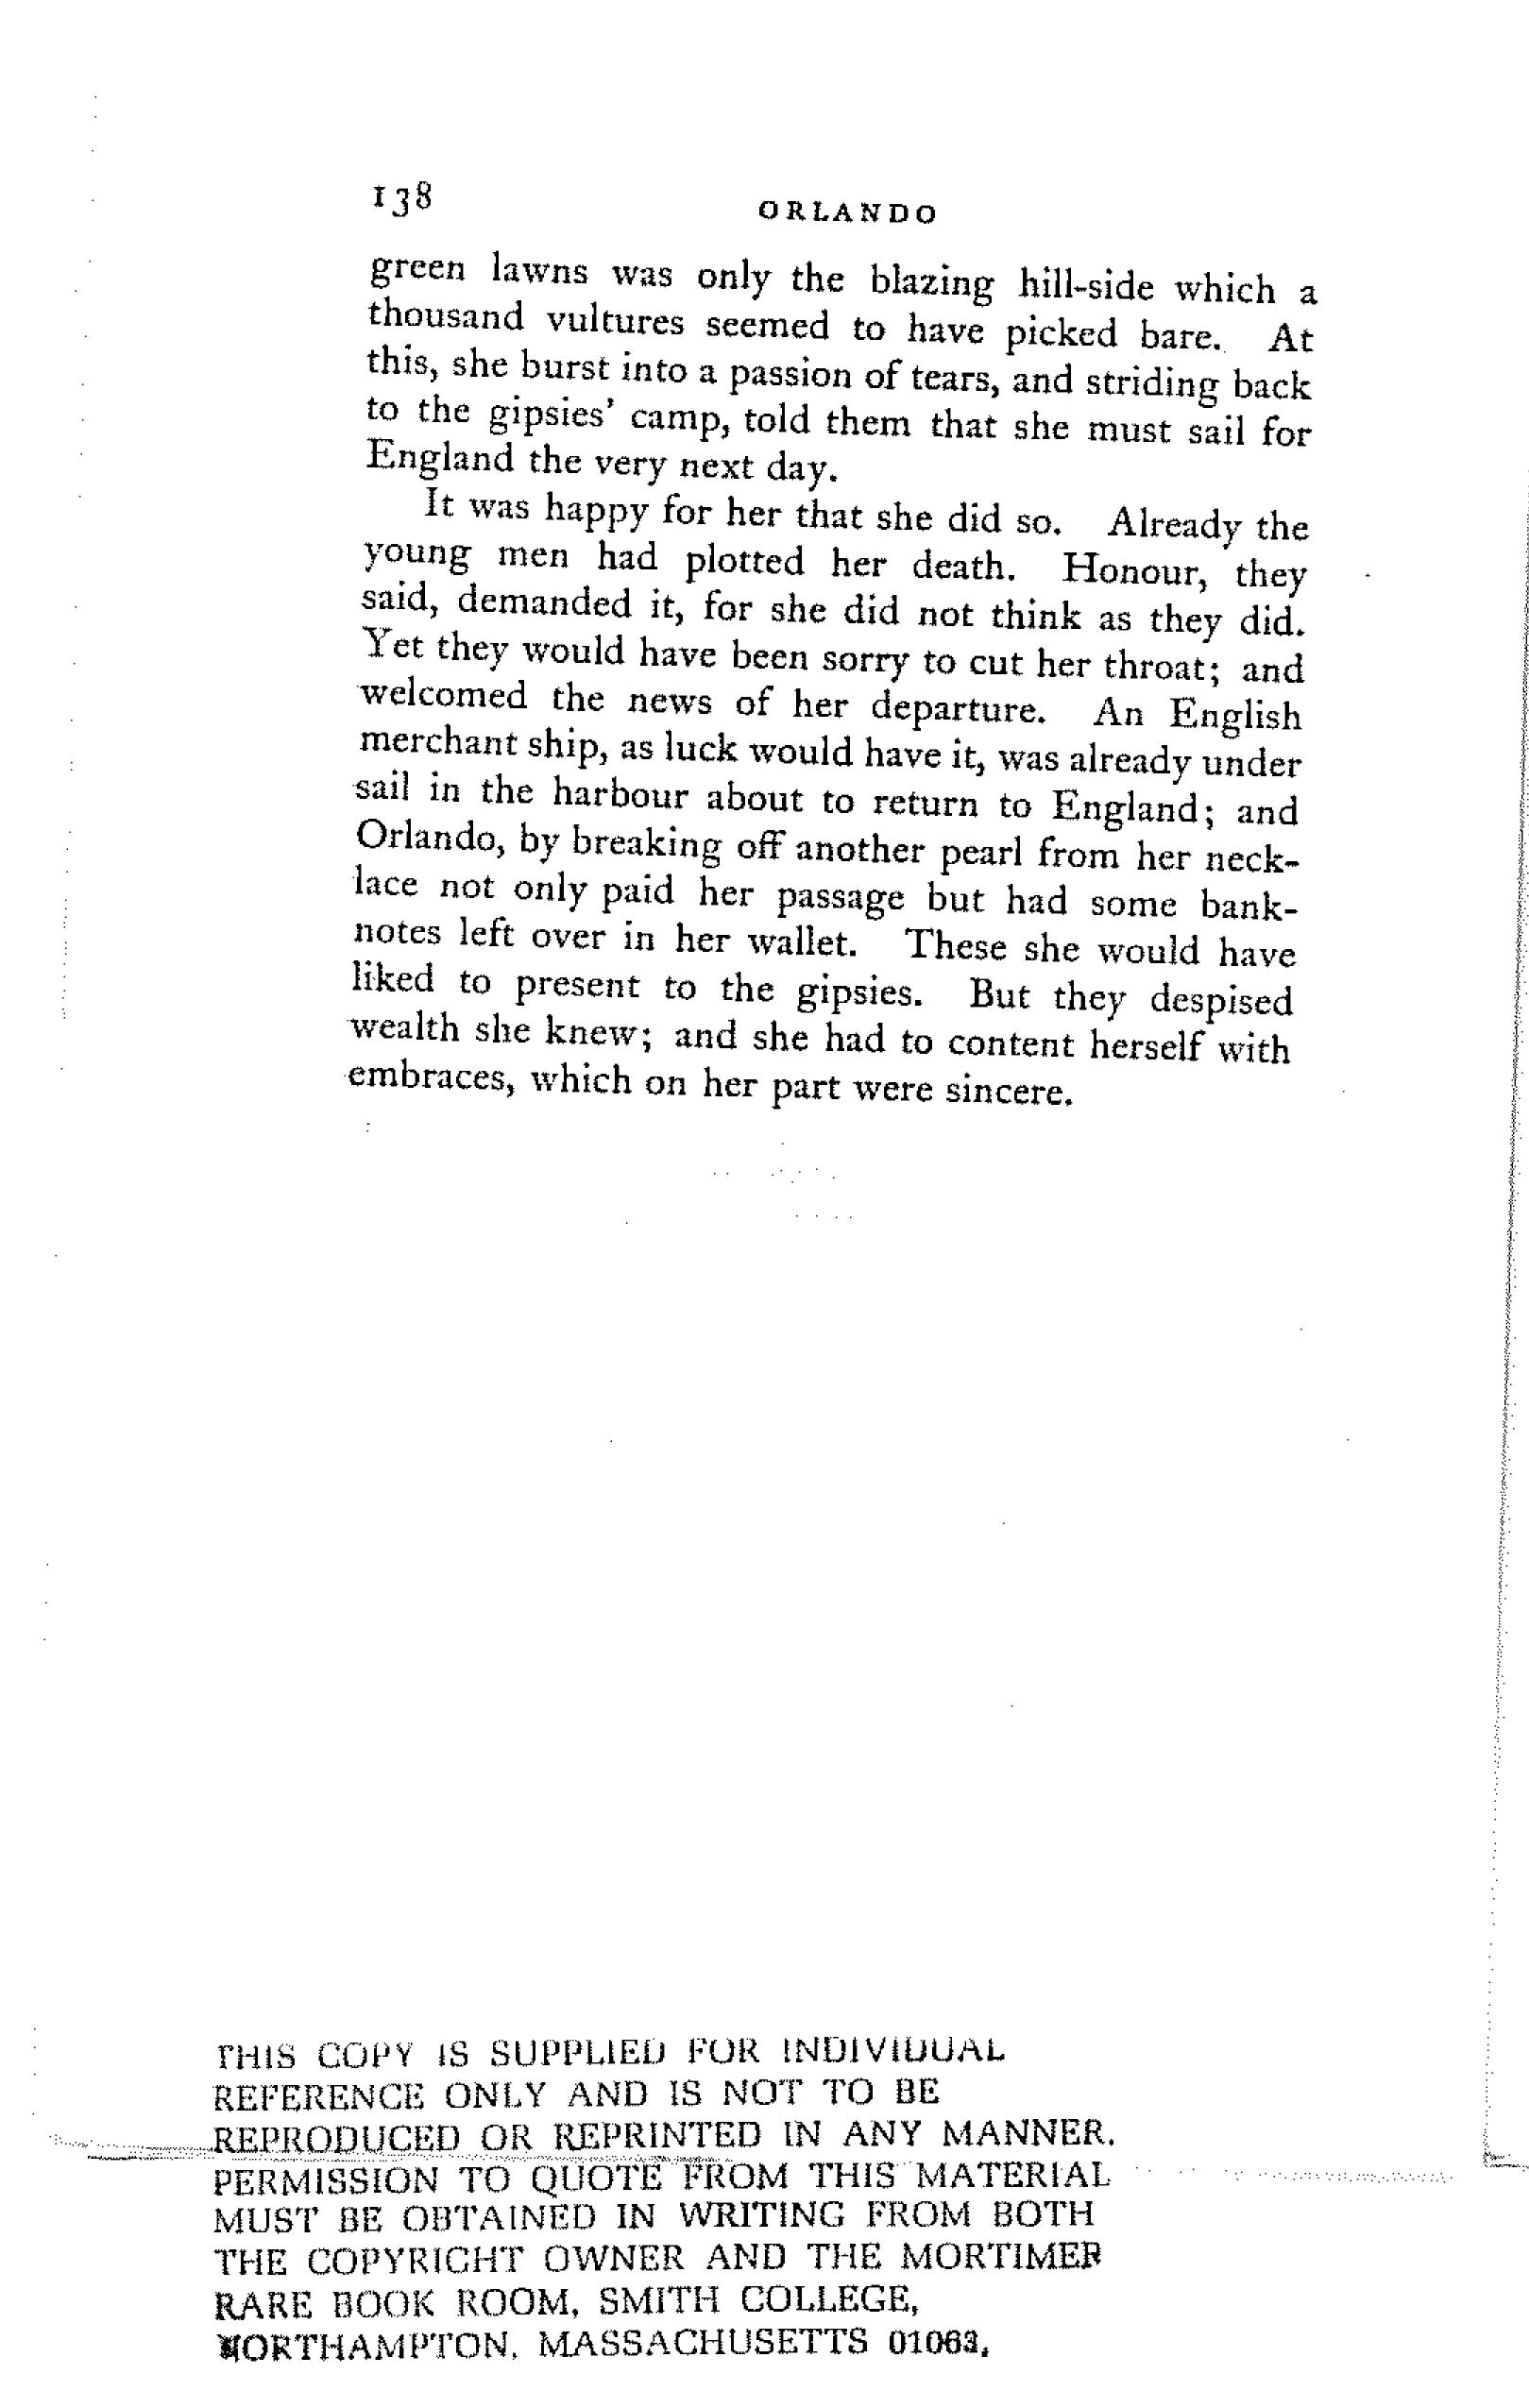 138
ORLANDO
green lawns was only the blazing hill-side which a
thousand vultures seemed to have picked bare. At
this, she burst into a passion of tears, and striding back
to the gipsies' camp, told them that she must sail for
England the very next day.
It was happy for her that she did so. Already the
young men had plotted her death. Honour, they
said, demanded it, for she did not think as they did.
Yet they would have been sorry to cut her throat; and
welcomed the news of her departure. An English
merchant ship, as luck would have it, was already under
sail in the harbour about to return to England; and
Orlando, by breaking off another pearl from her neck-
lace not only paid her passage but had some bank-
notes left over in her wallet. These she would have
liked to present to the gipsies. But they despised
wealth she knew; and she had to content herself with
embraces, which on her part were sincere.
THIS COPY IS SUPPLIED FOR INDIVIDUAL
REFERENCE ONLY AND IS NOT TO BE
REPRODUCED OR REPRINTED IN ANY MANNER.
PERMISSION TO QUOTE FROM THIS MATERIAL
MUST BE OBTAINED IN WRITING FROM BOTH
THE COPYRIGHT OWNER AND THE MORTIMER
RARE BOOK ROOM, SMITH COLLEGE,
NORTHAMPTON, MASSACHUSETTS 01063.